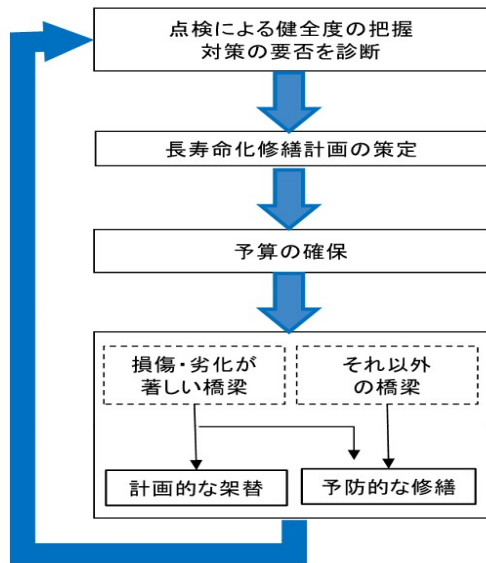 点検による健全度の把握
対策の要否を診断
長寿命化修繕計画の策定
予算の確保
損傷・劣化が
著しい橋梁
それ以外
の橋梁
計画的な架替
予防的な修繕